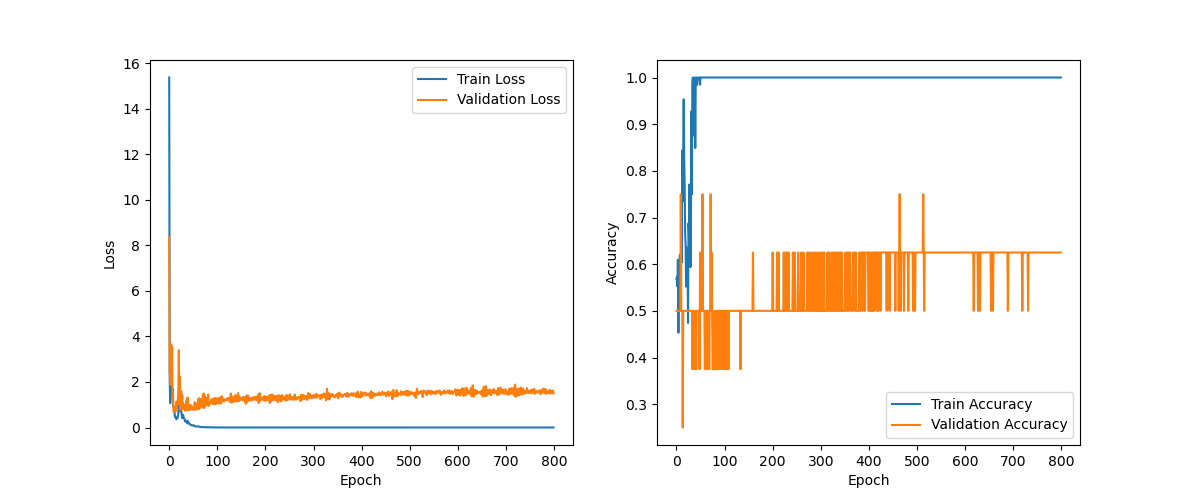 16
14
12
10
8
6
4
2
0
Loss
0 100 200 300 400 500 600 700 800
Epoch
Train Loss
Validation Loss
1.0
0.9
0.8
0.7
0.6
0.5
0.4
0.3
Accuracy
0 100 200 300 400 500 600 700 800
Epoch
Train Accuracy
Validation Accuracy